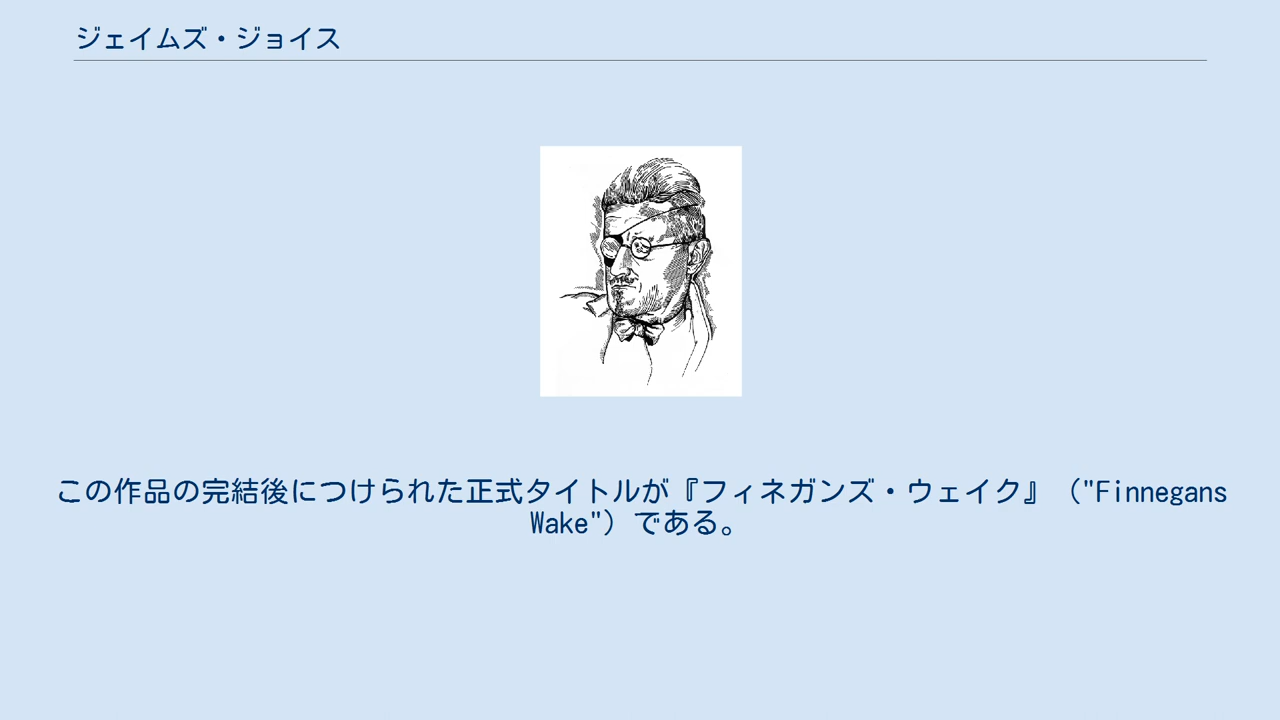 ジェイムズ・ジョイス
この作品の完結後につけられた正式タイトルが『フィネガンズ・ウェイク』（"Finnegans
Wake"）である。